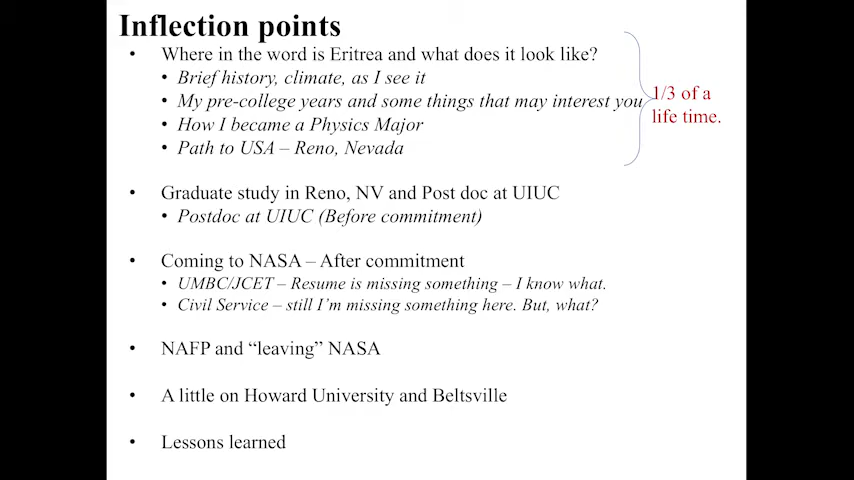 Inflection points
• Where in the word is Eritrea and what does it look like?
• Brief history, climate, as I see it
• My pre-college years and some things that may interest you
• How I became a Physics Major
• Path to USA – Reno, Nevada
1/3 of a
life time.
• Graduate study in Reno, NV and Post doc at UIUC
• Postdoc at UIUC (Before commitment)
• Coming to NASA – After commitment
• UMBC/JCET – Resume is missing something – I know what.
• Civil Service – still I'm missing something here. But, what?
• NAFP and “leaving” NASA
• A little on Howard University and Beltsville
• Lessons learned